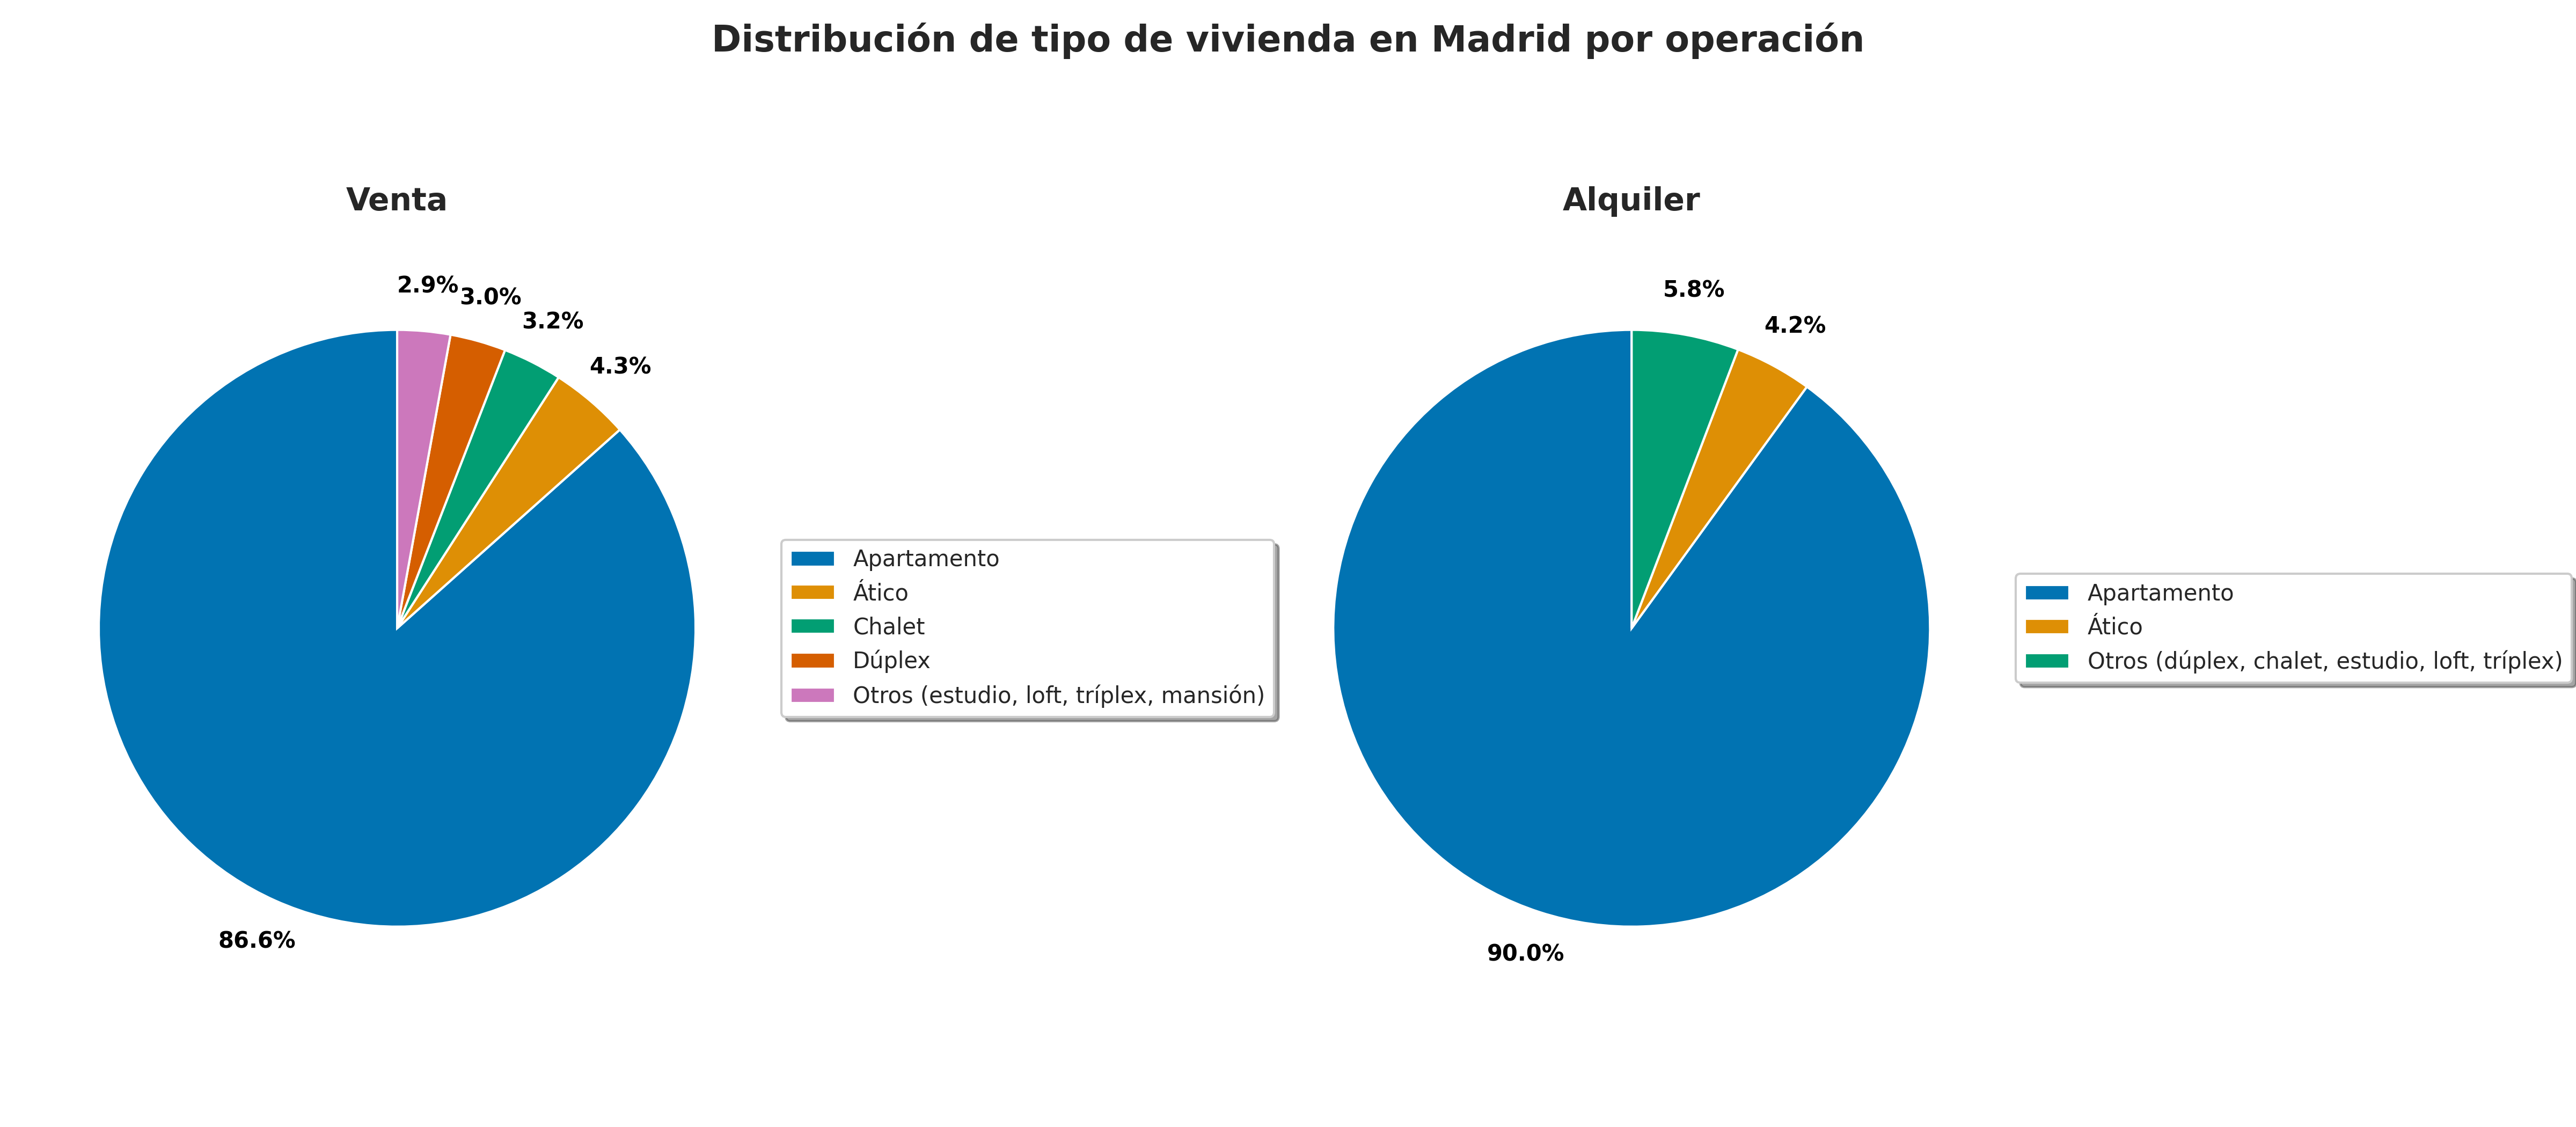 Distribución de tipo de vivienda en Madrid por operación
Venta
2.9%
3.0%
3.2%
4.3%
86.6%
Apartamento
Ático
Chalet
Dúplex
Otros (estudio, loft, tríplex, mansión)
Alquiler
5.8%
4.2%
90.0%
Apartamento
Ático
Otros (dúplex, chalet, estudio, loft, tríplex)